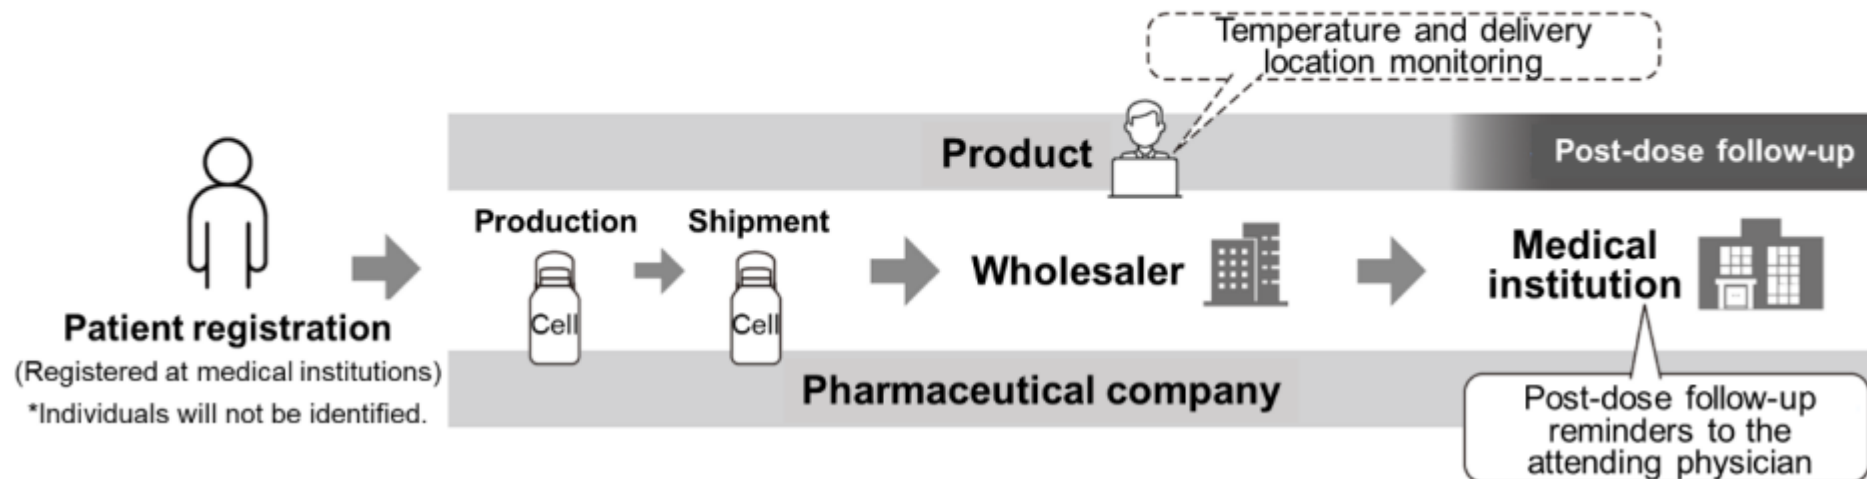 Temperature and delivery
location monitoring
Product
Post-dose follow-up
Production
Shipment
Cell
Cell
Wholesaler
Medical
institution
Patient registration
(Registered at medical institutions)
*Individuals will not be identified.
Pharmaceutical company
Post-dose follow-up
reminders to the
attending physician